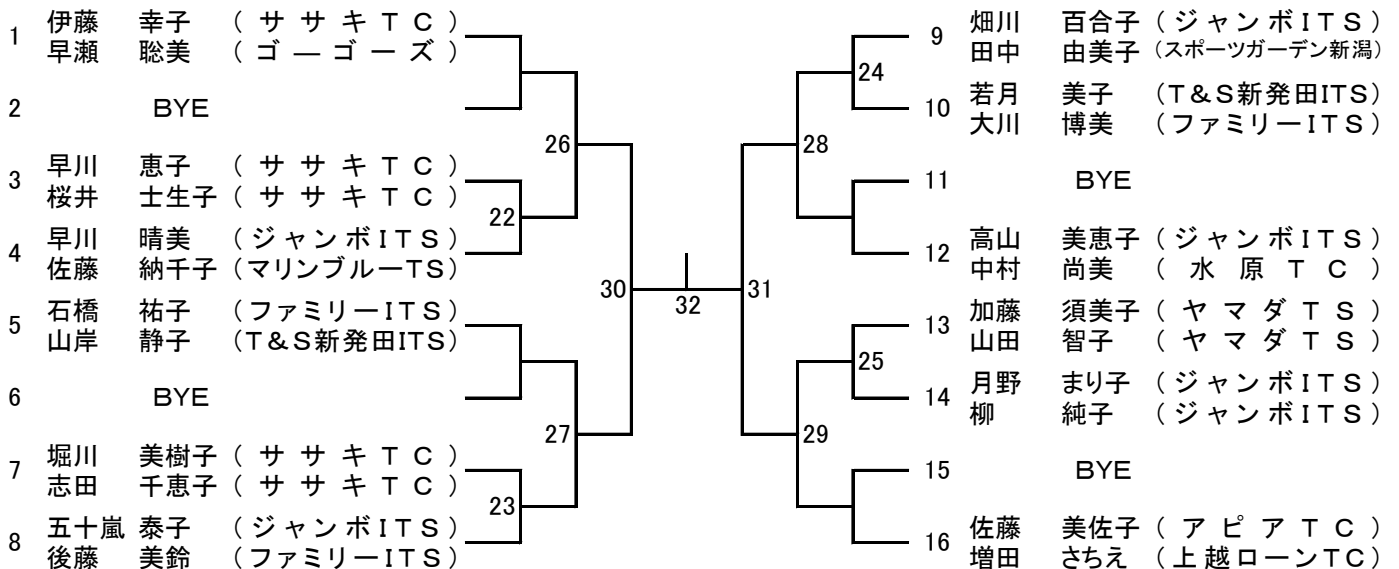 1 伊藤 幸子 (ササキTC)
早瀬 聡美 (ゴーゴーズ)
2 BYE
26
3 早川 恵子 (ササキTC)
桜井 士生子 (ササキTC)
22
4 早川 晴美 (ジャンボITS)
佐藤 納千子 (マリンブルーTS)
30
5 石橋 祐子 (ファミリーITS)
山岸 静子 (T&S新発田ITS)
6 BYE
27
7 堀川 美樹子 (ササキTC)
志田 千恵子 (ササキTC)
23
8 五十嵐 泰子 (ジャンボITS)
後藤 美鈴 (ファミリーITS)
32
9 畑川 百合子 (ジャンボITS)
田中 由美子 (スポーツガーデン新潟)
24
10 若月 美子 (T&S新発田ITS)
大川 博美 (ファミリーITS)
28
11 BYE
12 高山 美恵子 (ジャンボITS)
中村 尚美 (水原TC)
31
13 加藤 須美子 (ヤマダTS)
山田 智子 (ヤマダTS)
25
14 月野 まり子 (ジャンボITS)
柳 純子 (ジャンボITS)
29
15 BYE
16 佐藤 美佐子 (アピアTC)
増田 さちえ (上越ローンTC)